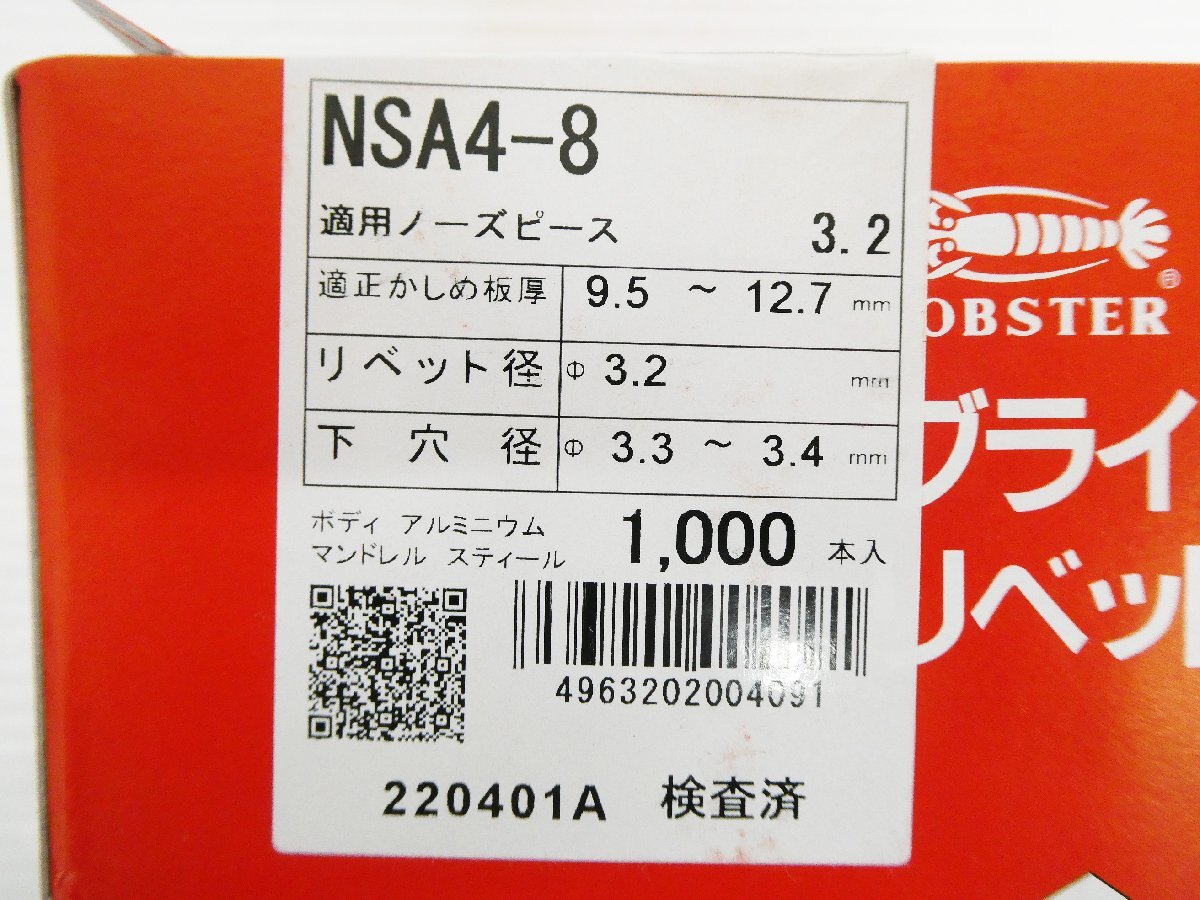 NSA4-8
適用ノーズピース 3.2
適正かしめ板厚 9.5 ~ 12.7 mm
リベット径 Φ 3.2 mm
下穴径 Φ 3.3 ~ 3.4 mm
ボディ アルミニウム
マンドレル スティール 1,000 本入
4963202004091
220401A 検査済
OBSTER
®
ブライ
リベット